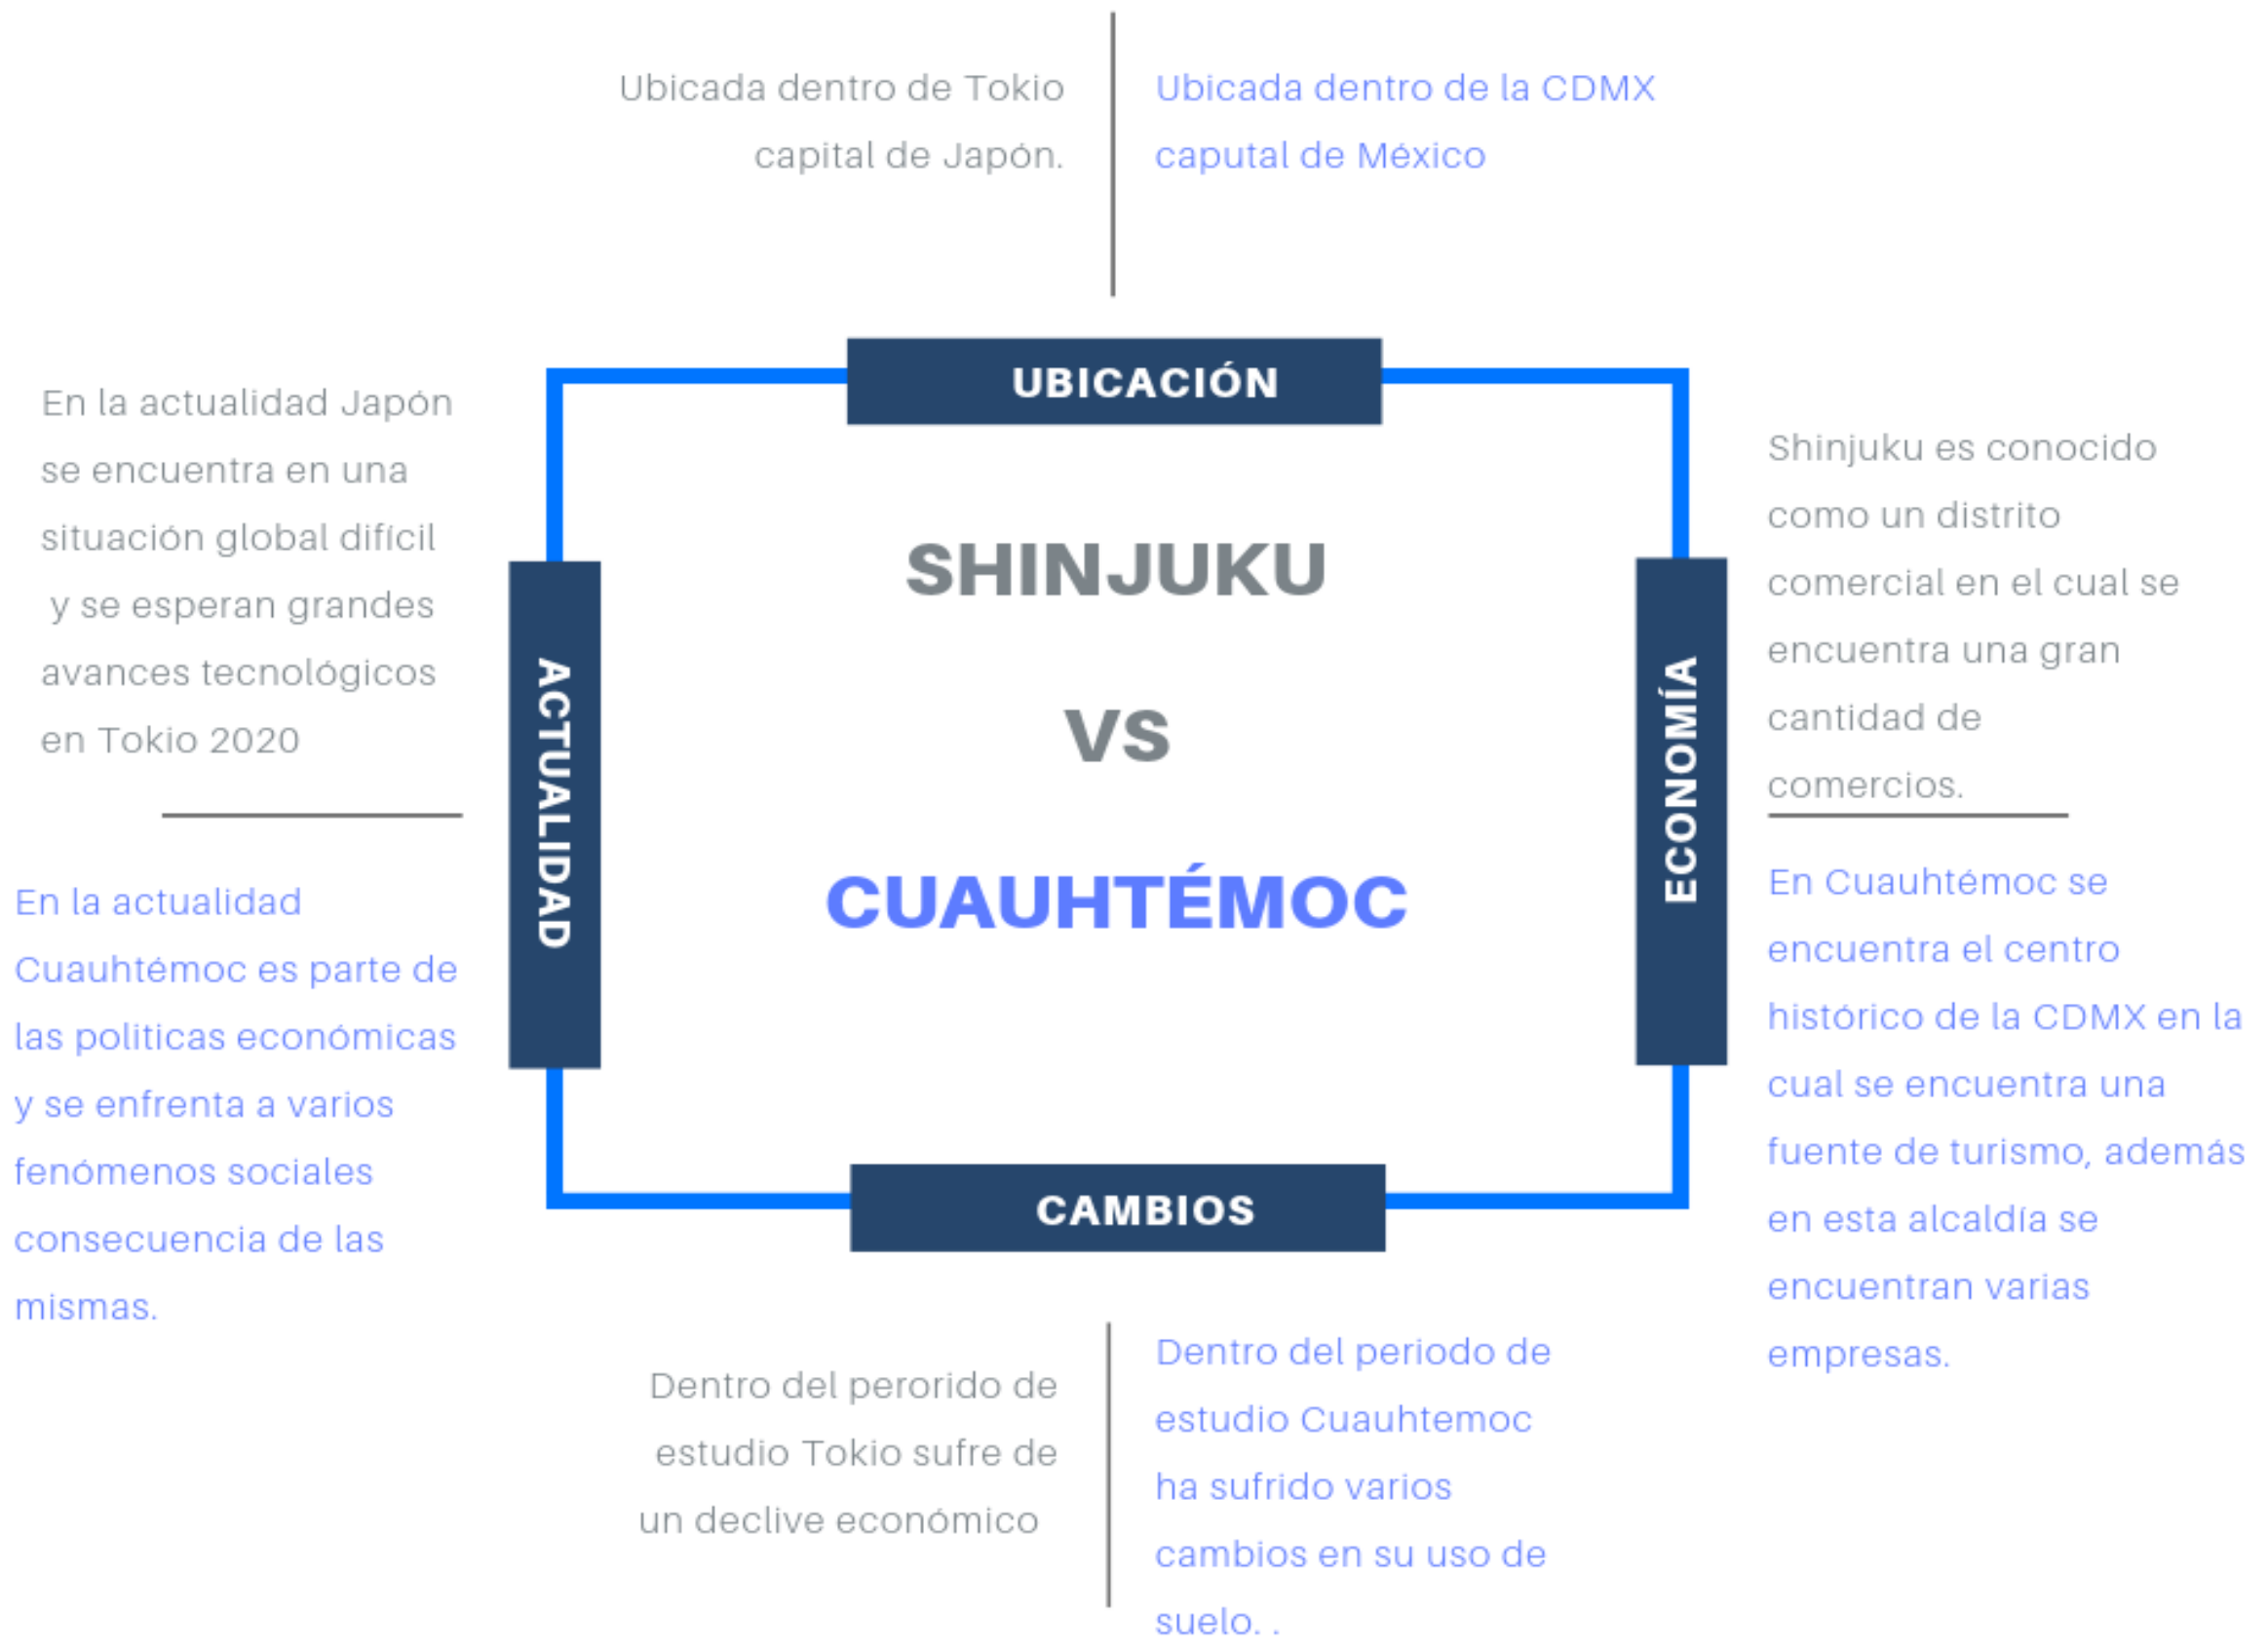 Ubicada dentro de Tokio
capital de Japón.
Ubicada dentro de la CDMX
caputal de México
UBICACIÓN
En la actualidad Japón
se encuentra en una
situación global difícil
y se esperan grandes
avances tecnológicos
en Tokio 2020
En la actualidad
Cuauhtémoc es parte de
las politicas económicas
y se enfrenta a varios
fenómenos sociales
consecuencia de las
mismas.
ACTUALIDAD
SHINJUKU
VS
CUAUHTÉMOC
ECONOMÍA
Shinjuku es conocido
como un distrito
comercial en el cual se
encuentra una gran
cantidad de
comercios.
En Cuauhtémoc se
encuentra el centro
histórico de la CDMX en la
cual se encuentra una
fuente de turismo, además
en esta alcaldía se
encuentran varias
empresas.
CAMBIOS
Dentro del perorido de
estudio Tokio sufre de
un declive económico
Dentro del periodo de
estudio Cuauhtemoc
ha sufrido varios
cambios en su uso de
suelo. .